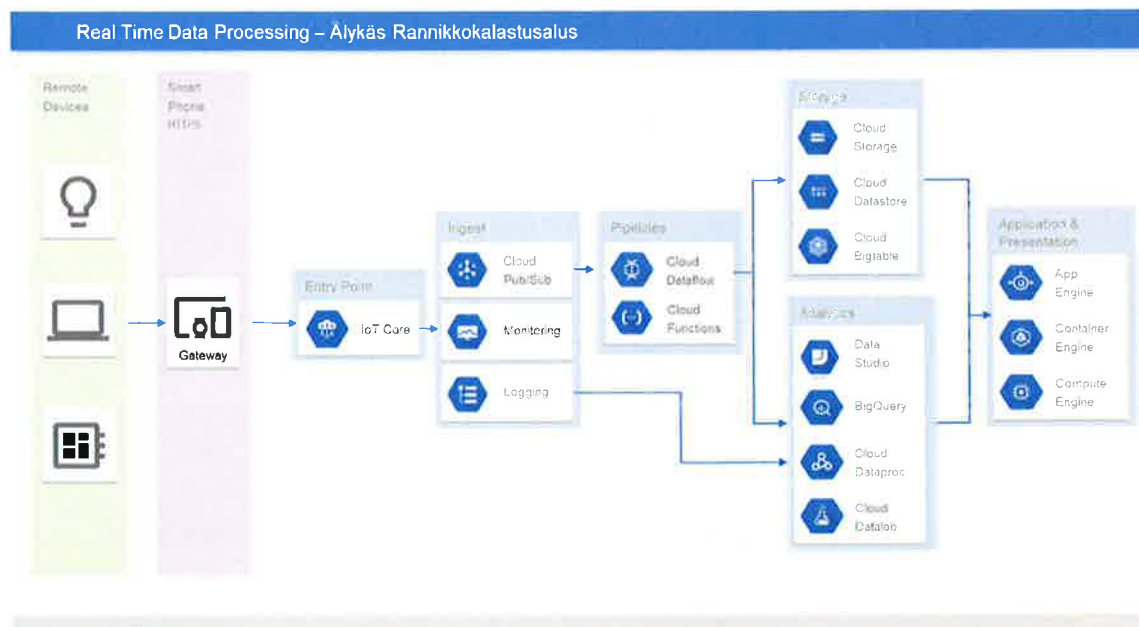 Real Time Data Processing – Älykäs Rannikkokalastusalus
Remote
Devices
Smart
Phone
HTTPS
Gateway
Entry Point
IoT Core
Ingest
Cloud
Pub/Sub
Monitoring
Logging
Pipelines
Cloud
Dataflow
Cloud
Functions
Storage
Cloud
Storage
Cloud
Datastore
Cloud
Bigtable
Analytics
Data
Studio
BigQuery
Cloud
Dataproc
Cloud
Datalab
Application &
Presentation
App
Engine
Container
Engine
Compute
Engine